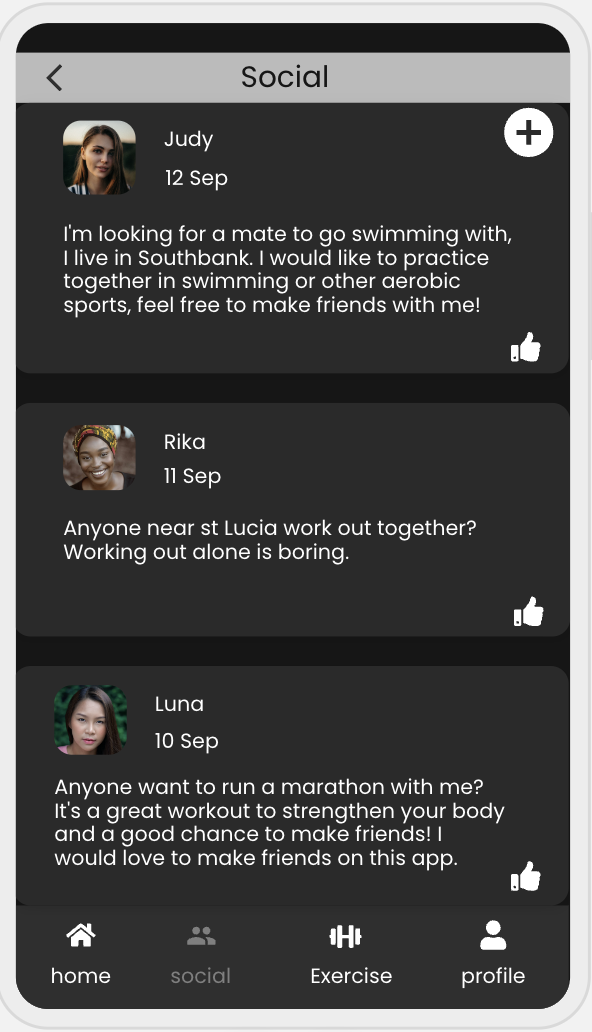 Social
Judy
12 Sep
I'm looking for a mate to go swimming with,
I live in Southbank. I would like to practice
together in swimming or other aerobic
sports, feel free to make friends with me!
Rika
11 Sep
Anyone near st Lucia work out together?
Working out alone is boring.
Luna
10 Sep
Anyone want to run a marathon with me?
It's a great workout to strengthen your body
and a good chance to make friends! I
would love to make friends on this app.
home social Exercise profile